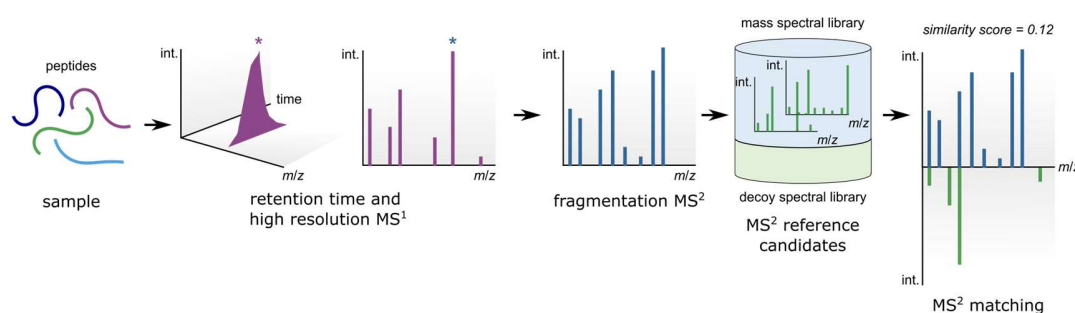 peptides
sample
int.
*
time
m/z
int.
*
m/z
retention time and
high resolution MS¹
int.
m/z
fragmentation MS²
mass spectral library
int.
int.
m/z
m/z
decoy spectral library
MS² reference
candidates
similarity score = 0.12
int.
m/z
int.
MS² matching